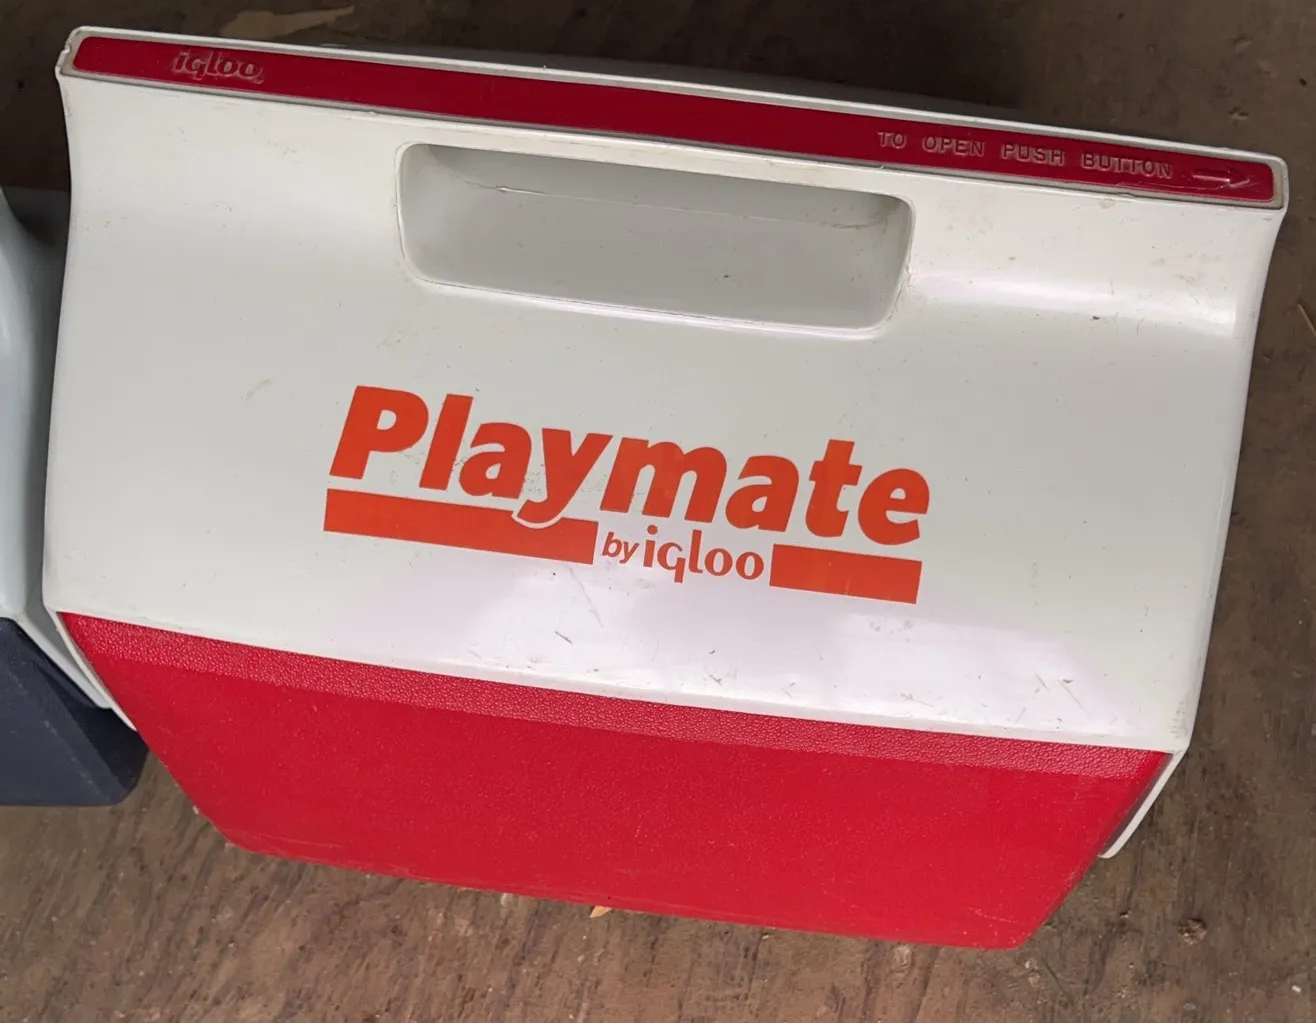 igloo
TO OPEN PUSH BUTTON →
Playmate
by igloo